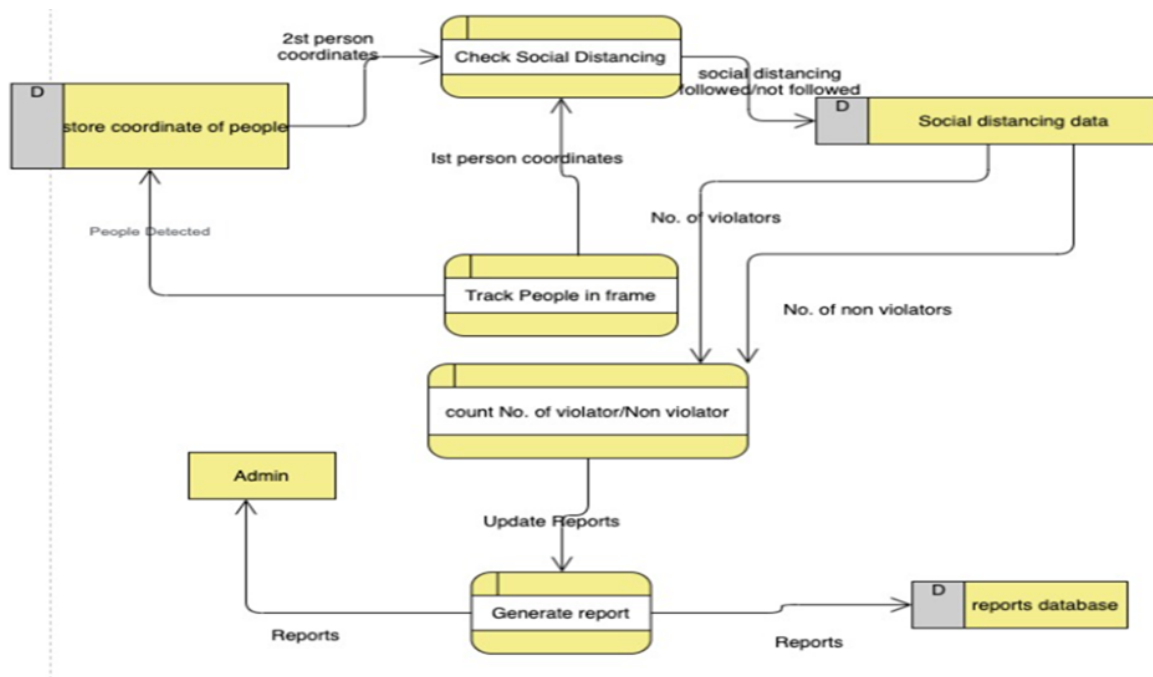 2st person
coordinates
Check Social Distancing
social distancing
followed/not followed
D
store coordinate of people
D
Social distancing data
Ist person coordinates
No. of violators
People Detected
Track People in frame
No. of non violators
count No. of violator/Non violator
Admin
Update Reports
Generate report
D
reports database
Reports
Reports